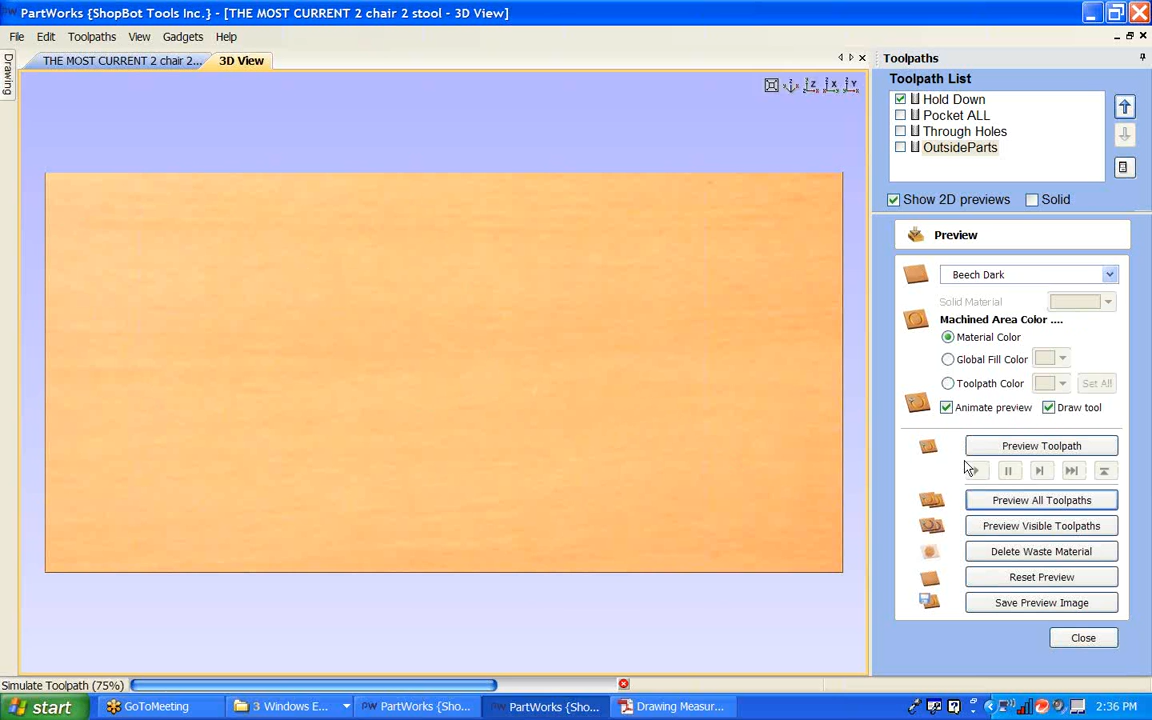 PartWorks {ShopBot Tools Inc.} - [THE MOST CURRENT 2 chair 2 stool - 3D View]
File Edit Toolpaths View Gadgets Help
Drawing
THE MOST CURRENT 2 chair 2... 3D View
Toolpaths
Toolpath List
Hold Down
Pocket ALL
Through Holes
OutsideParts
Show 2D previews Solid
Preview
Beech Dark
Solid Material
Machined Area Color ....
Material Color
Global Fill Color
Toolpath Color Set All
Animate preview Draw tool
Preview Toolpath
Preview All Toolpaths
Preview Visible Toolpaths
Delete Waste Material
Reset Preview
Save Preview Image
Close
Simulate Toolpath (75%)
start GoToMeeting 3 Windows E... PartWorks {Sho... PartWorks {Sho... Drawing Measur... 2:36 PM